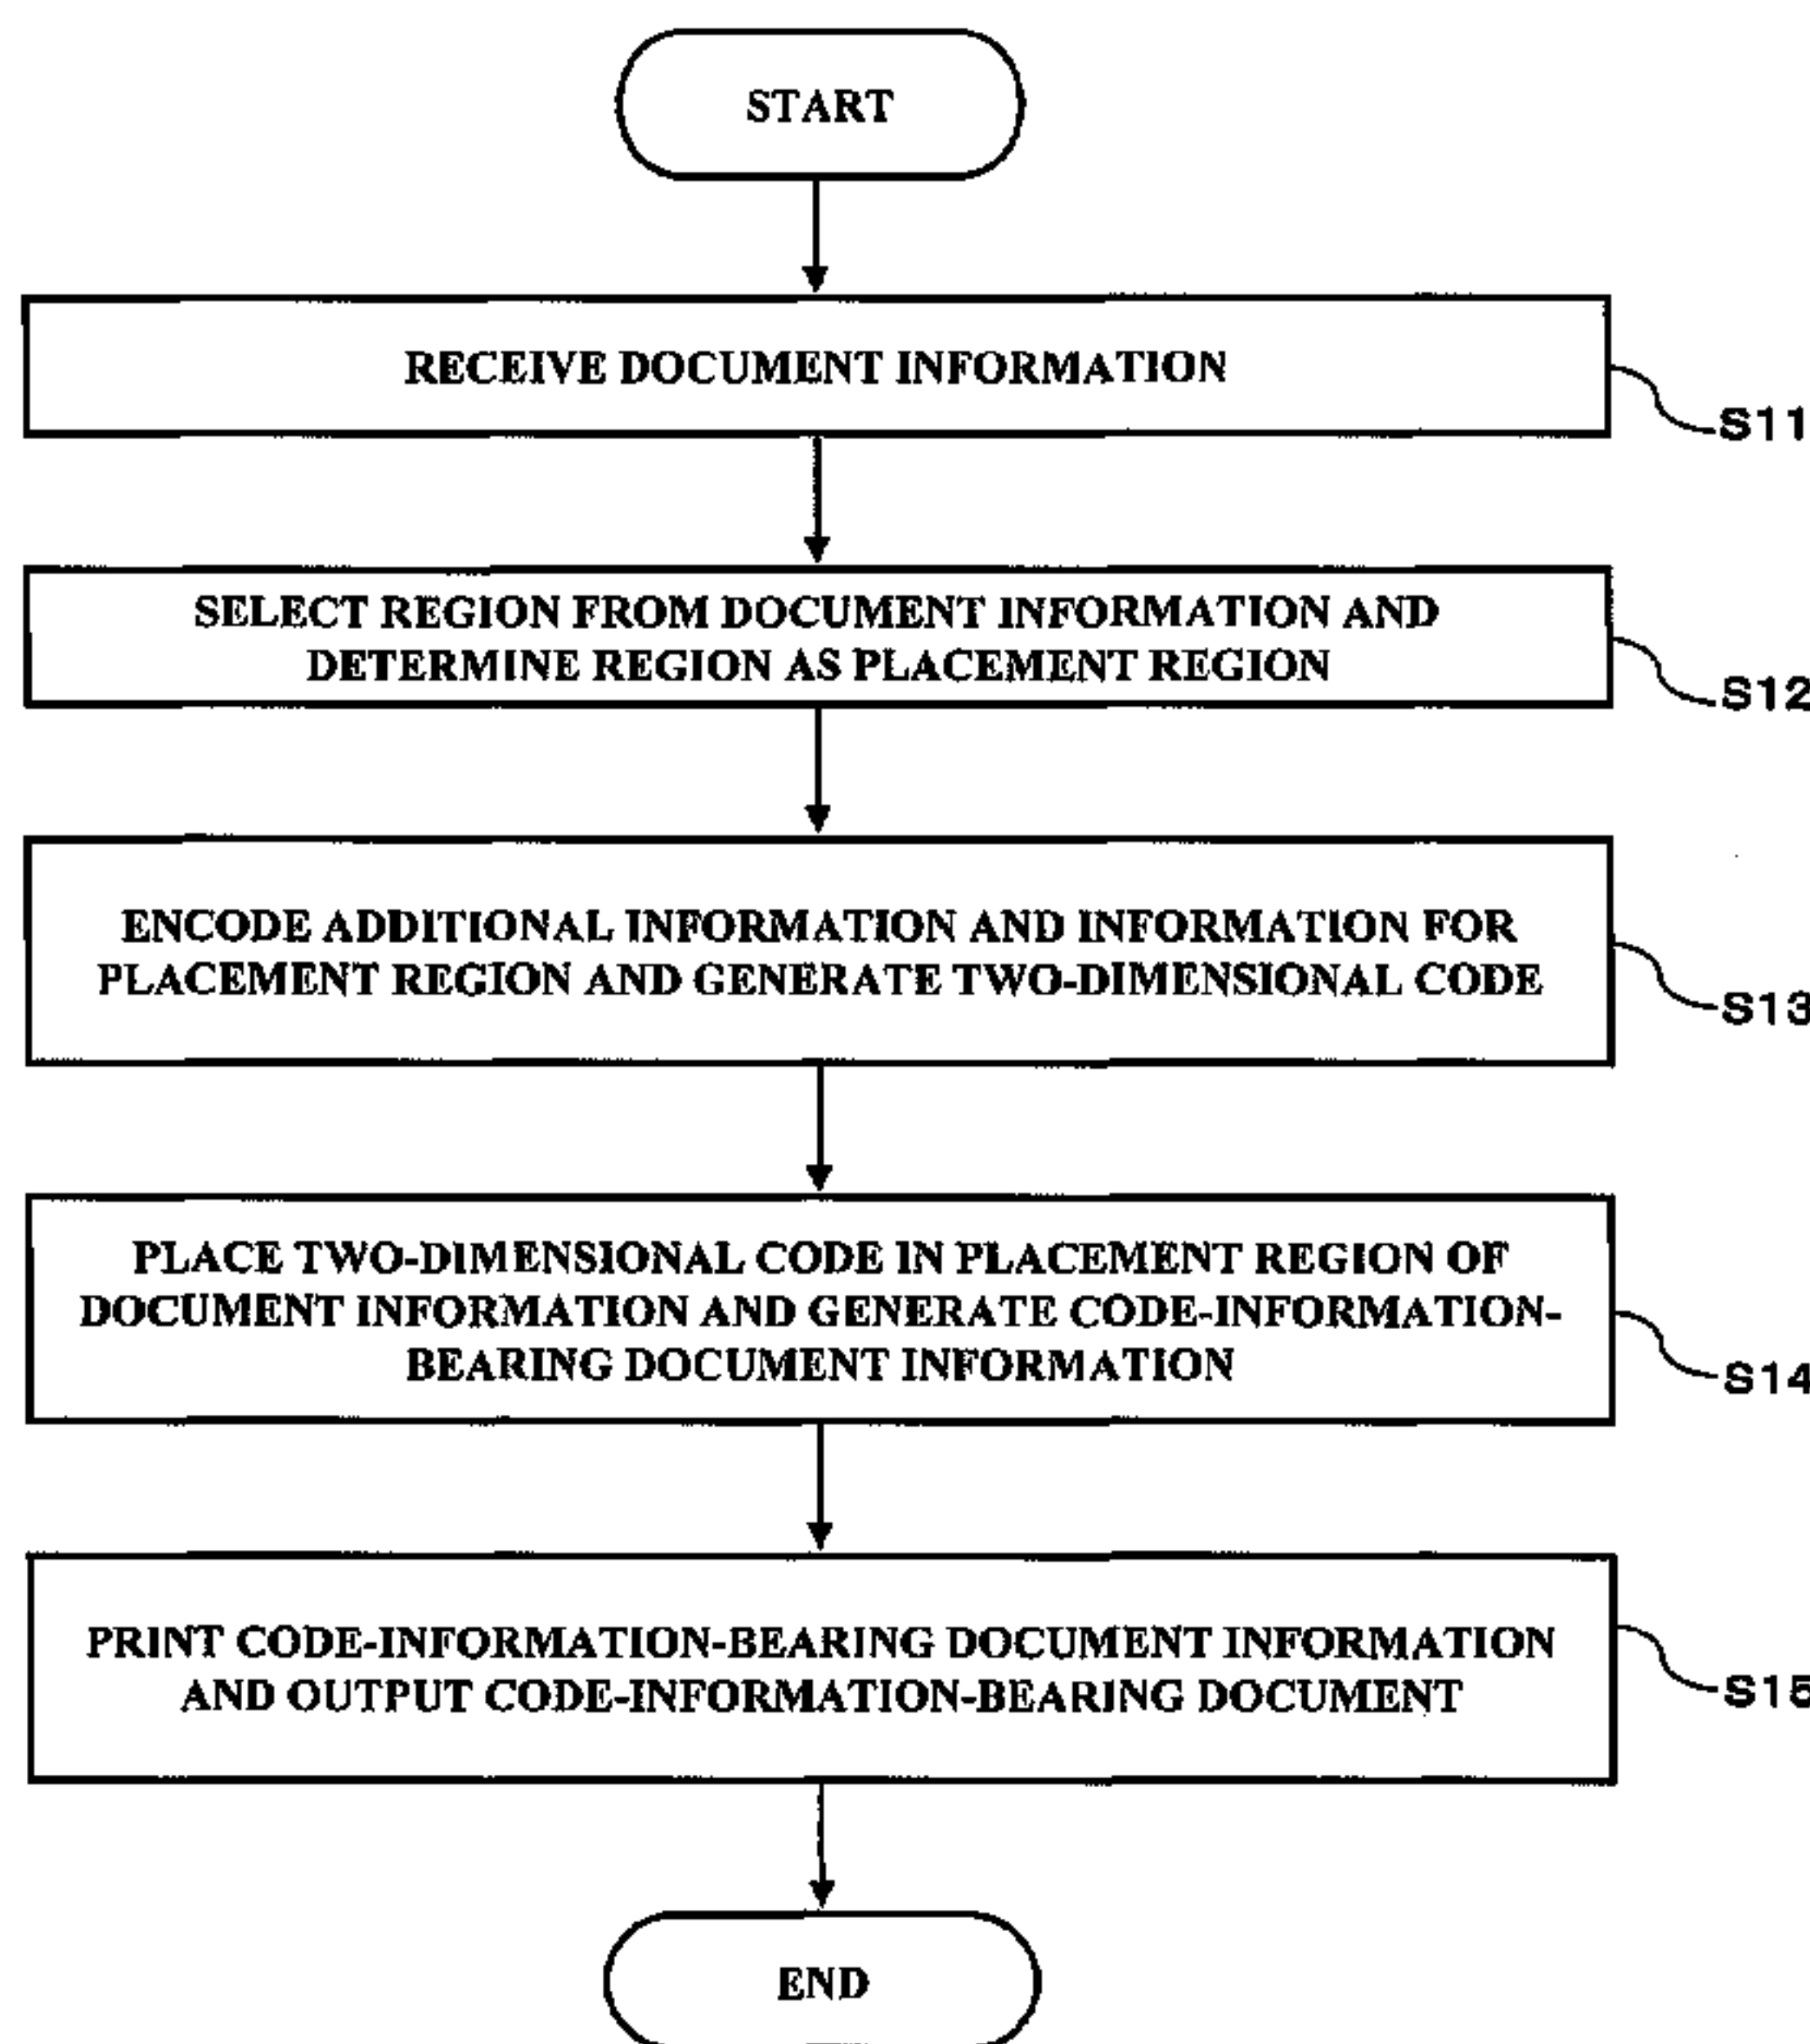 START
RECEIVE DOCUMENT INFORMATION
S11
SELECT REGION FROM DOCUMENT INFORMATION AND
DETERMINE REGION AS PLACEMENT REGION
S12
ENCODE ADDITIONAL INFORMATION AND INFORMATION FOR
PLACEMENT REGION AND GENERATE TWO-DIMENSIONAL CODE
S13
PLACE TWO-DIMENSIONAL CODE IN PLACEMENT REGION OF
DOCUMENT INFORMATION AND GENERATE CODE-INFORMATION-
BEARING DOCUMENT INFORMATION
S14
PRINT CODE-INFORMATION-BEARING DOCUMENT INFORMATION
AND OUTPUT CODE-INFORMATION-BEARING DOCUMENT
S15
END